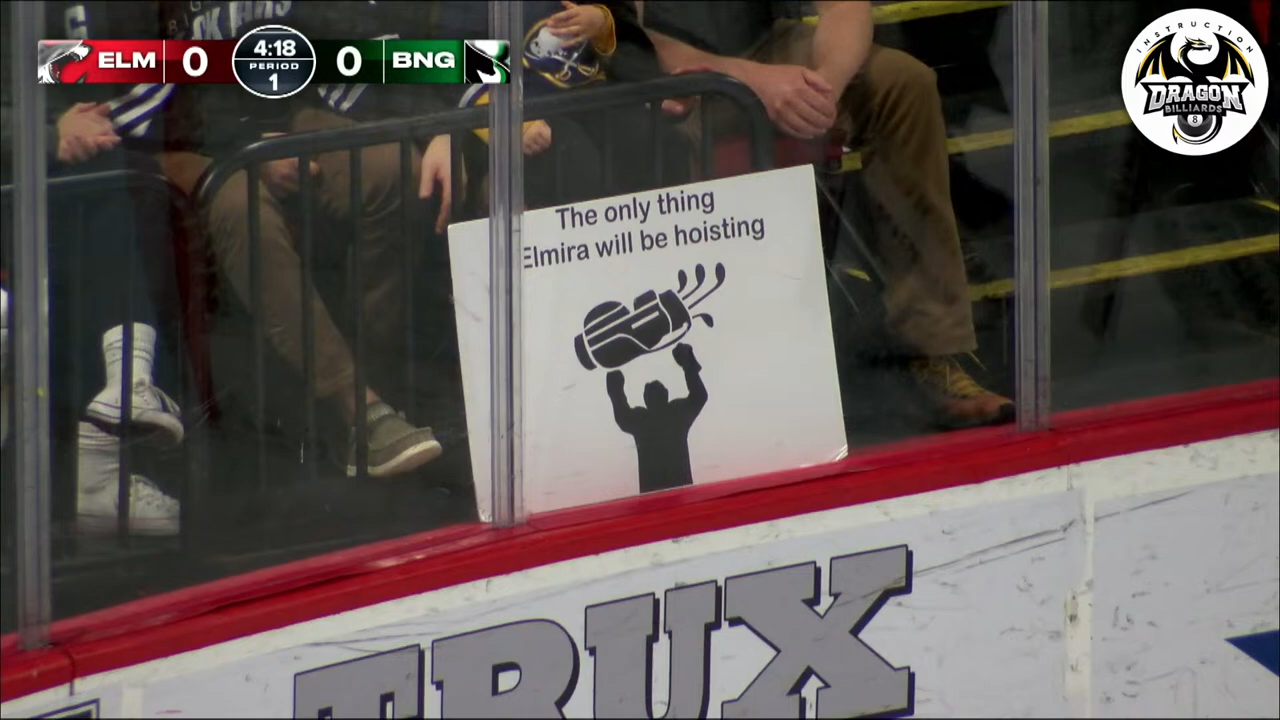 ELM 0 4:18 PERIOD 1 0 BNG
INSTRUCTION
DRAGON
BILLIARDS
8
The only thing
Elmira will be hoisting
TRUX